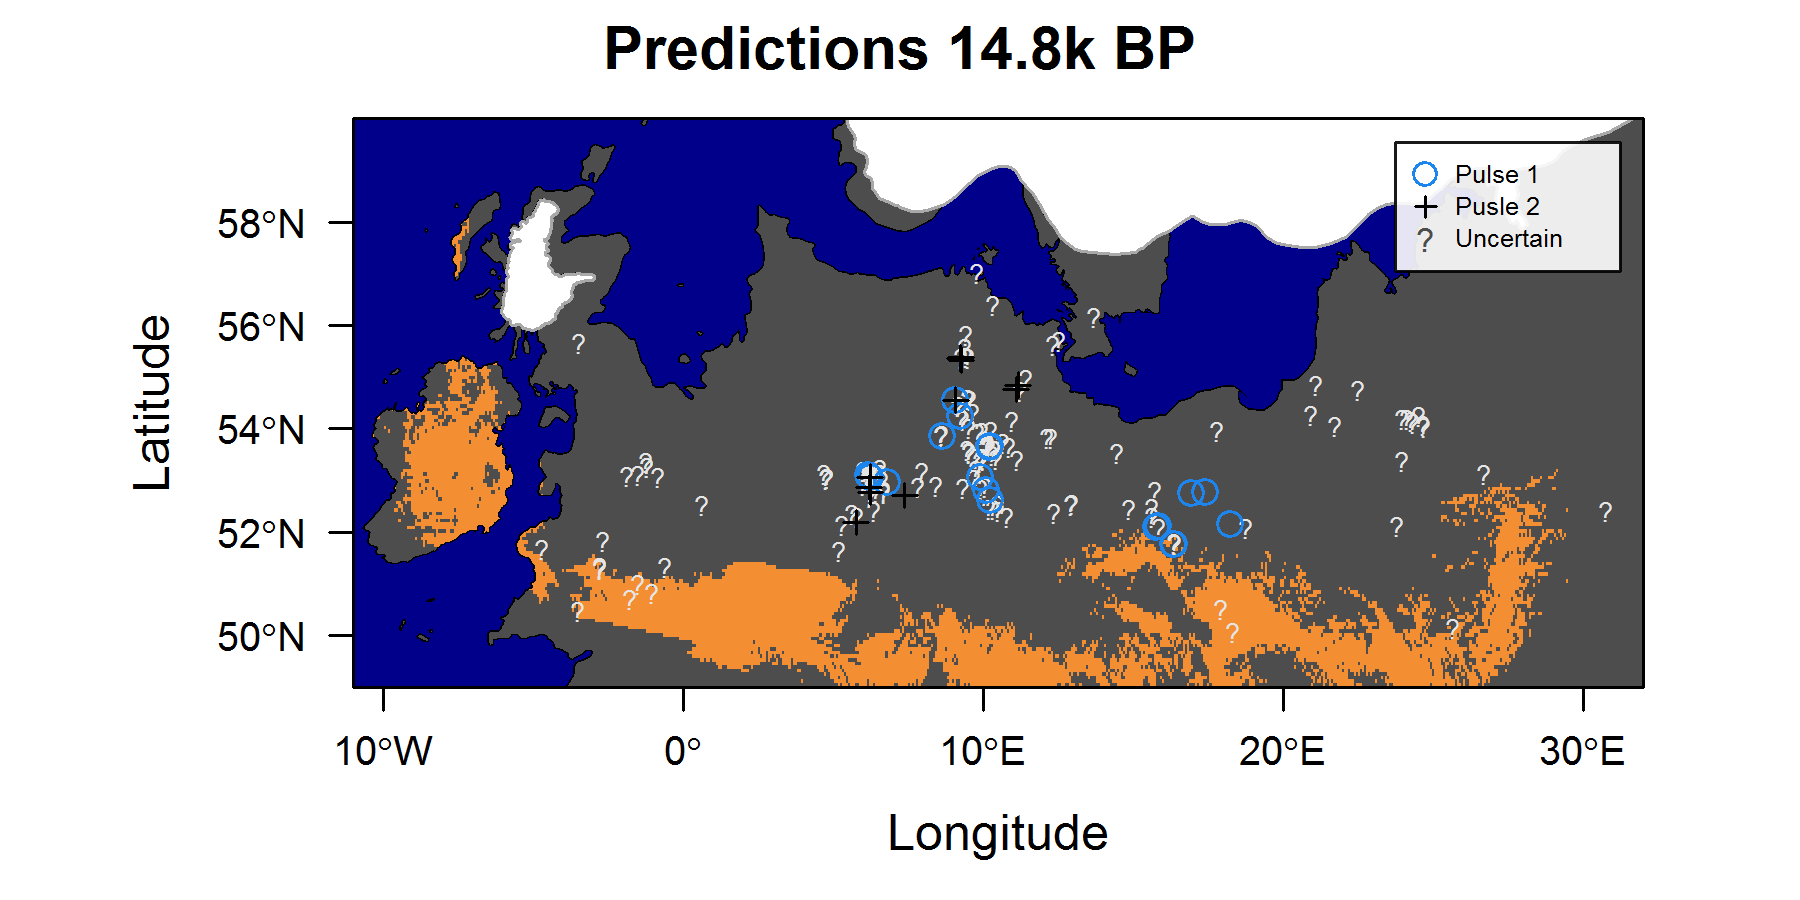 Predictions 14.8k BP
Pulse 1
Pusle 2
? Uncertain
58°N
56°N
54°N
52°N
50°N
Latitude
10°W
0°
10°E
20°E
30°E
Longitude